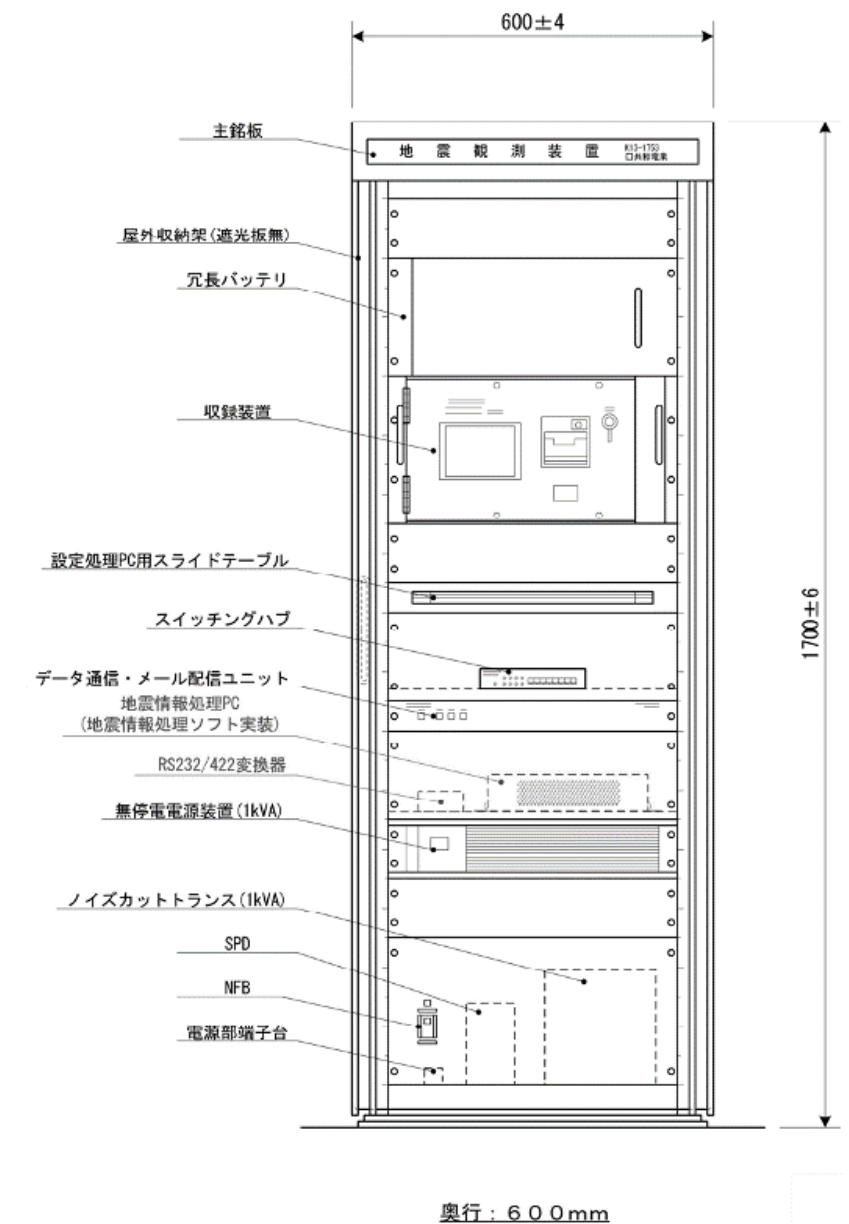 600±4
主銘板
地震観測装置
K13-1753
屋外収納架(遮光板無)
冗長バッテリ
収録装置
設定処理PC用スライドテーブル
スイッチングハブ
データ通信・メール配信ユニット
地震情報処理PC
(地震情報処理ソフト実装)
RS232/422変換器
無停電電源装置(1kVA)
ノイズカットトランス(1kVA)
SPD
NFB
電源部端子台
1700±6
奥行:600mm